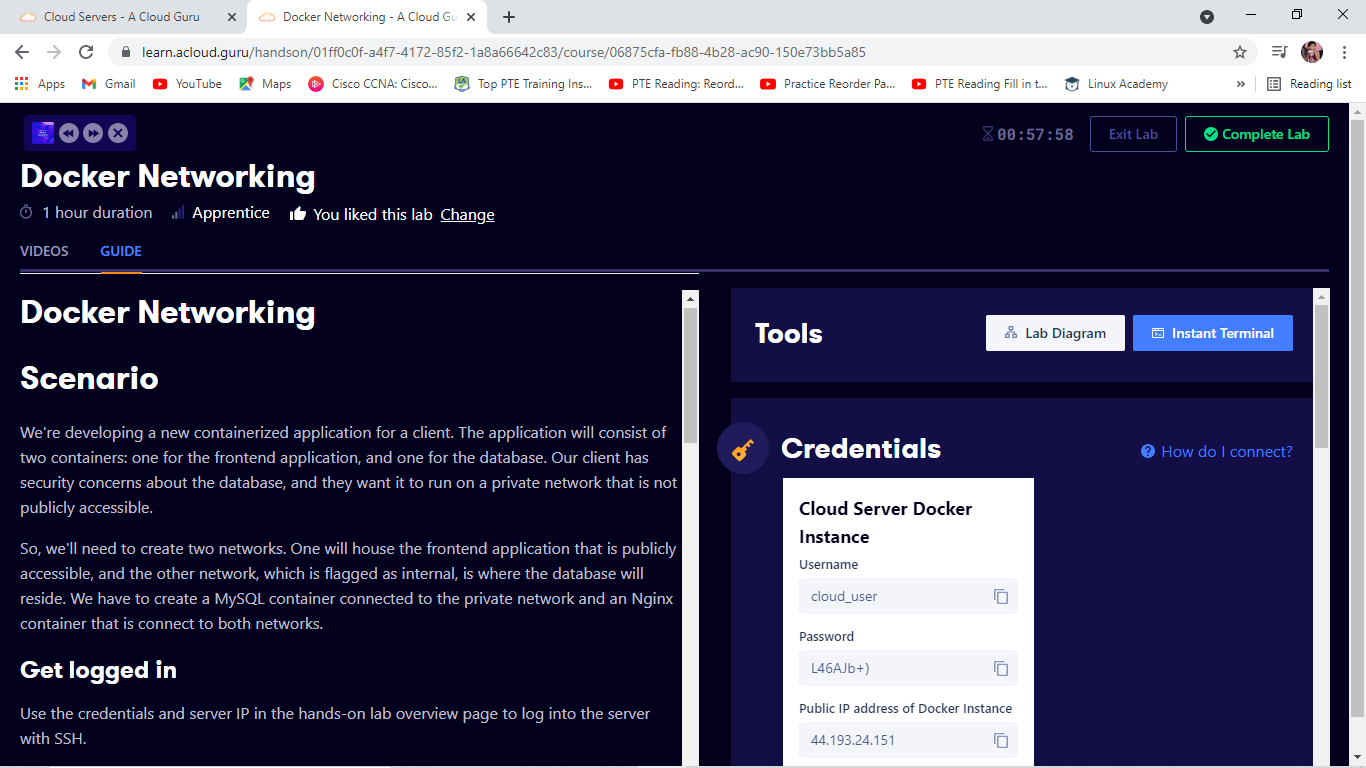 Cloud Servers - A Cloud Guru
Docker Networking - A Cloud Gu
learn.acloud.guru/handson/01ff0c0f-a4f7-4172-85f2-1a8a66642c83/course/06875cfa-fb88-4b28-ac90-150e73bb5a85
Apps Gmail YouTube Maps Cisco CCNA: Cisco... Top PTE Training Ins... PTE Reading: Reord... Practice Reorder Pa... PTE Reading Fill in t... Linux Academy » Reading list
00:57:58 Exit Lab Complete Lab
Docker Networking
1 hour duration Apprentice You liked this lab Change
VIDEOS GUIDE
Docker Networking
Scenario
We're developing a new containerized application for a client. The application will consist of
two containers: one for the frontend application, and one for the database. Our client has
security concerns about the database, and they want it to run on a private network that is not
publicly accessible.
So, we'll need to create two networks. One will house the frontend application that is publicly
accessible, and the other network, which is flagged as internal, is where the database will
reside. We have to create a MySQL container connected to the private network and an Nginx
container that is connect to both networks.
Get logged in
Use the credentials and server IP in the hands-on lab overview page to log into the server
with SSH.
Tools
Lab Diagram
Instant Terminal
Credentials
How do I connect?
Cloud Server Docker
Instance
Username
cloud_user
Password
L46AJb+)
Public IP address of Docker Instance
44.193.24.151